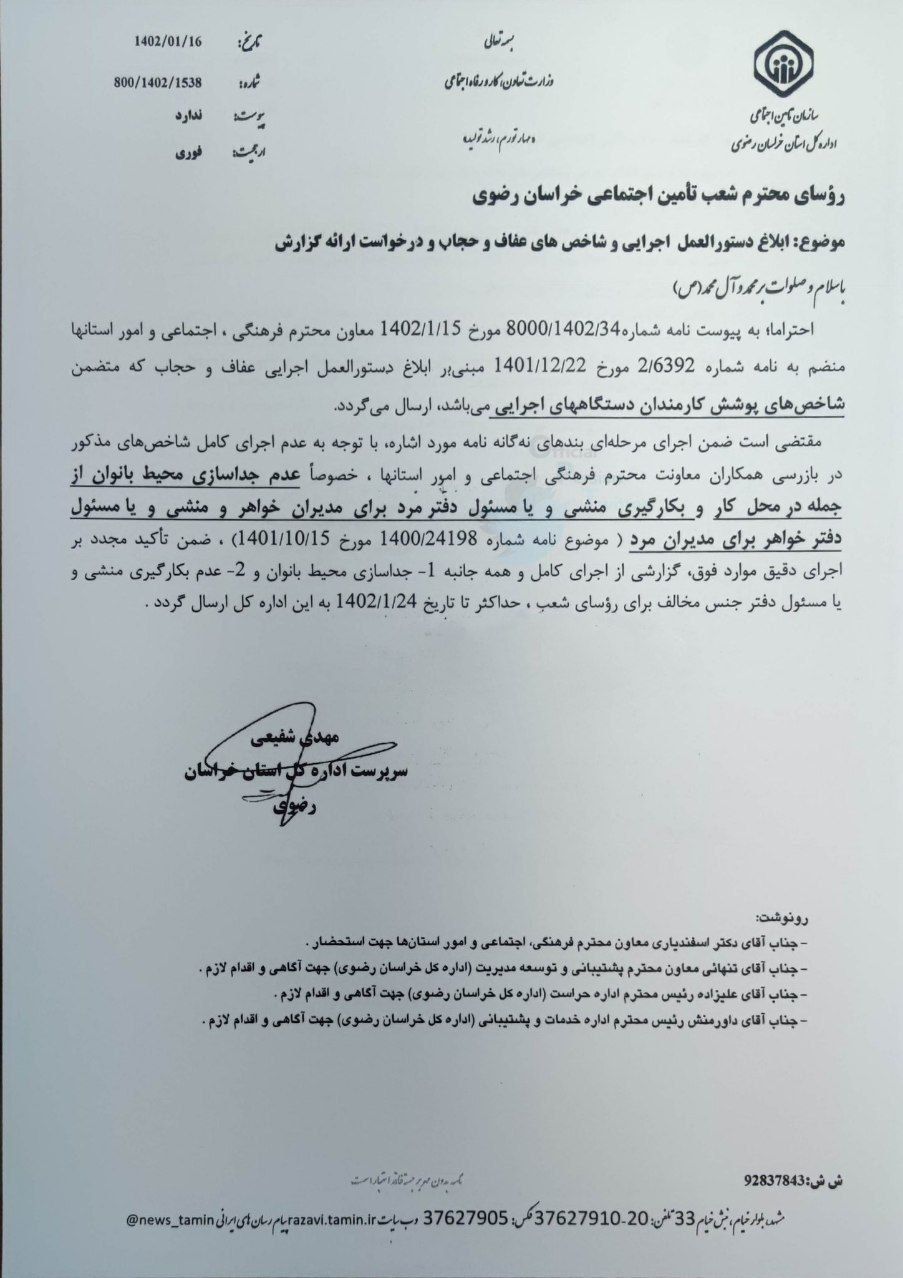 بسمه تعالی
وزارت تعاون، کار و رفاه اجتماعی
«مهار تورم، رشد تولید»
سازمان تأمین اجتماعی
اداره کل استان خراسان رضوی
تاریخ: 1402/01/16
شماره: 800/1402/1538
پیوست: ندارد
ارجحیت: فوری
رؤسای محترم شعب تأمین اجتماعی خراسان رضوی
موضوع: ابلاغ دستورالعمل اجرایی و شاخص های عفاف و حجاب و درخواست ارائه گزارش
باسلام و صلوات بر محمد و آل محمد(ص)
احتراما؛ به پیوست نامه شماره8000/1402/34 مورخ 1402/1/15 معاون محترم فرهنگی ، اجتماعی و امور استانها
منضم به نامه شماره 2/6392 مورخ 1401/12/22 مبنی‌بر ابلاغ دستورالعمل اجرایی عفاف و حجاب که متضمن
شاخص‌های پوشش کارمندان دستگاههای اجرایی می‌باشد، ارسال می‌گردد.
مقتضی است ضمن اجرای مرحله‌ای بندهای نه‌گانه نامه مورد اشاره، با توجه به عدم اجرای کامل شاخص‌های مذکور
در بازرسی همکاران معاونت محترم فرهنگی اجتماعی و امور استانها ، خصوصاً عدم جداسازی محیط بانوان از
جمله در محل کار و بکارگیری منشی و یا مسئول دفتر مرد برای مدیران خواهر و منشی و یا مسئول
دفتر خواهر برای مدیران مرد ( موضوع نامه شماره 1400/24198 مورخ 1401/10/15) ، ضمن تأکید مجدد بر
اجرای دقیق موارد فوق، گزارشی از اجرای کامل و همه جانبه 1- جداسازی محیط بانوان و 2- عدم بکارگیری منشی و
یا مسئول دفتر جنس مخالف برای رؤسای شعب ، حداکثر تا تاریخ 1402/1/24 به این اداره کل ارسال گردد .
مهدی شفیعی
سرپرست اداره کل استان خراسان
رضوی
رونوشت:
- جناب آقای دکتر اسفندیاری معاون محترم فرهنگی، اجتماعی و امور استان‌ها جهت استحضار .
- جناب آقای تنهائی معاون محترم پشتیبانی و توسعه مدیریت (اداره کل خراسان رضوی) جهت آگاهی و اقدام لازم .
- جناب آقای علیزاده رئیس محترم اداره حراست (اداره کل خراسان رضوی) جهت آگاهی و اقدام لازم .
- جناب آقای داورمنش رئیس محترم اداره خدمات و پشتیبانی (اداره کل خراسان رضوی) جهت آگاهی و اقدام لازم .
ش ش:92837843
نامه بدون مهر برجسته فاقد اعتبار است
مشهد، بلوار خیام، نبش خیام 33 تلفن: 20-37627910 فکس: 37627905 وب سایت razavi.tamin.ir پیام رسان های ایرانی @news_tamin